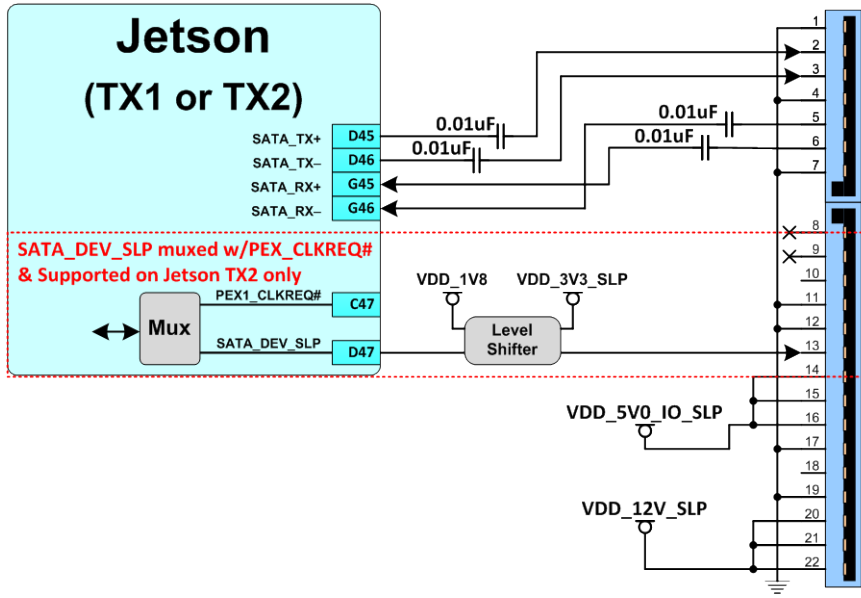 Jetson
(TX1 or TX2)
SATA_TX+
D45
SATA_TX–
D46
SATA_RX+
G45
SATA_RX–
G46
0.01uF
0.01uF
0.01uF
0.01uF
1
2
3
4
5
6
7
SATA_DEV_SLP muxed w/PEX_CLKREQ#
& Supported on Jetson TX2 only
PEX1_CLKREQ#
C47
Mux
SATA_DEV_SLP
D47
VDD_1V8
VDD_3V3_SLP
Level
Shifter
8
9
10
11
12
13
14
15
16
17
18
19
20
21
22
VDD_5V0_IO_SLP
VDD_12V_SLP